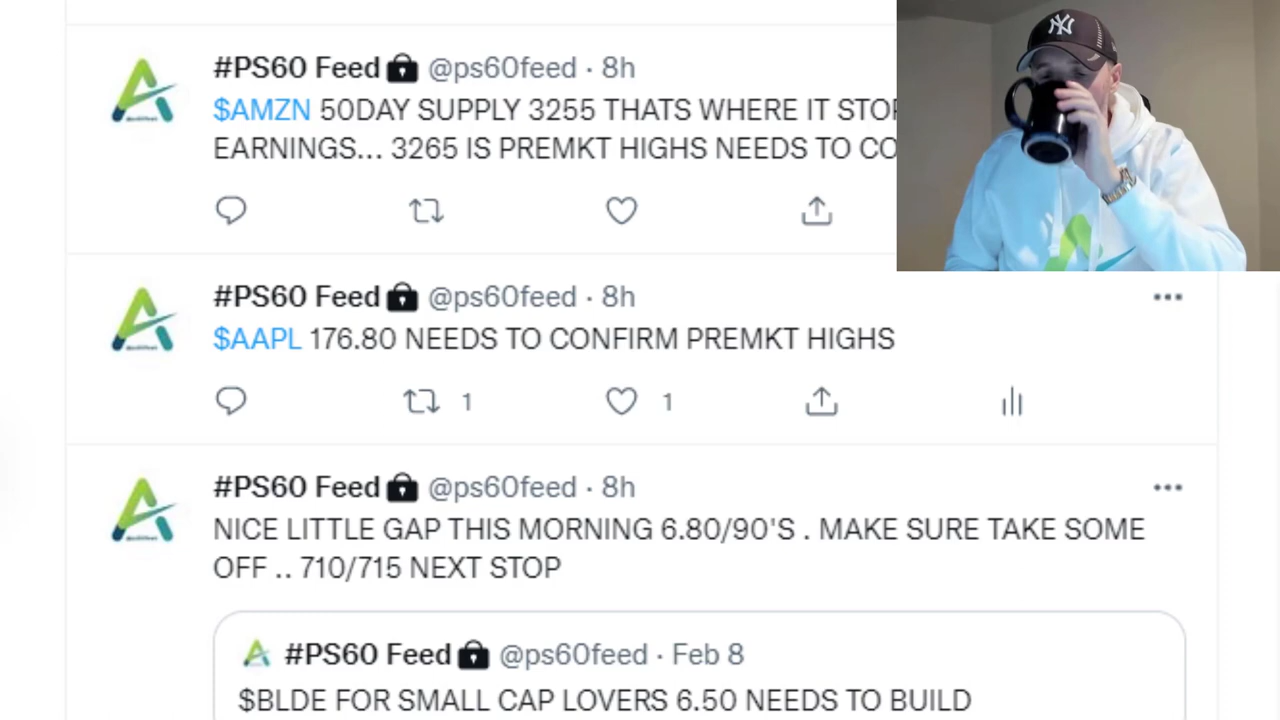 #PS60 Feed @ps60feed · 8h
$AMZN 50DAY SUPPLY 3255 THATS WHERE IT
EARNINGS... 3265 IS PREMKT HIGHS NEEDS TO
#PS60 Feed @ps60feed · 8h
$AAPL 176.80 NEEDS TO CONFIRM PREMKT HIGHS
1 1
#PS60 Feed @ps60feed · 8h
NICE LITTLE GAP THIS MORNING 6.80/90'S . MAKE SURE TAKE SOME
OFF .. 710/715 NEXT STOP
#PS60 Feed @ps60feed · Feb 8
$BLDE FOR SMALL CAP LOVERS 6.50 NEEDS TO BUILD
NY